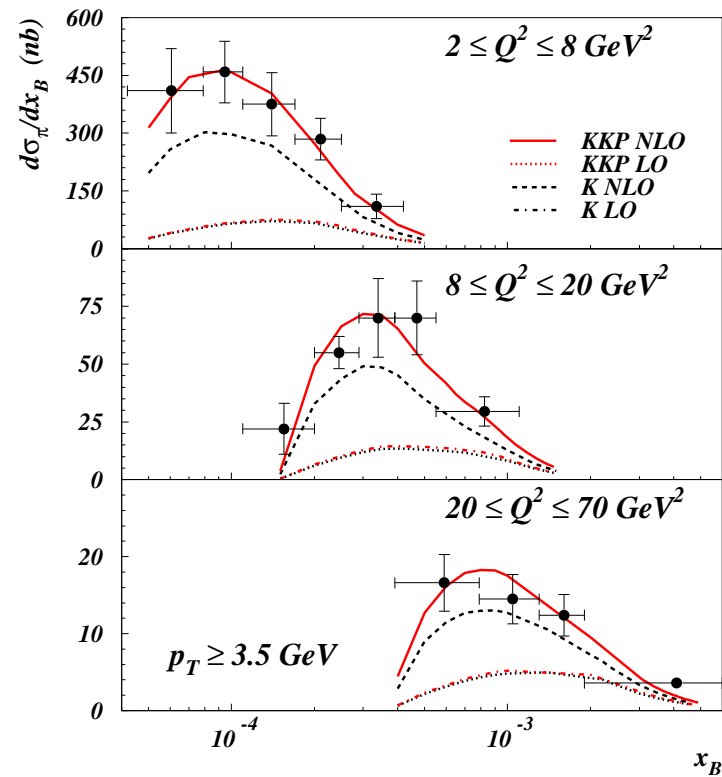 dσπ/dxB (nb)
600
450
300
150
0
2 ≤ Q² ≤ 8 GeV²
KKP NLO
KKP LO
K NLO
K LO
75
50
25
0
8 ≤ Q² ≤ 20 GeV²
20
10
0
20 ≤ Q² ≤ 70 GeV²
pT ≥ 3.5 GeV
10⁻⁴
10⁻³
xB